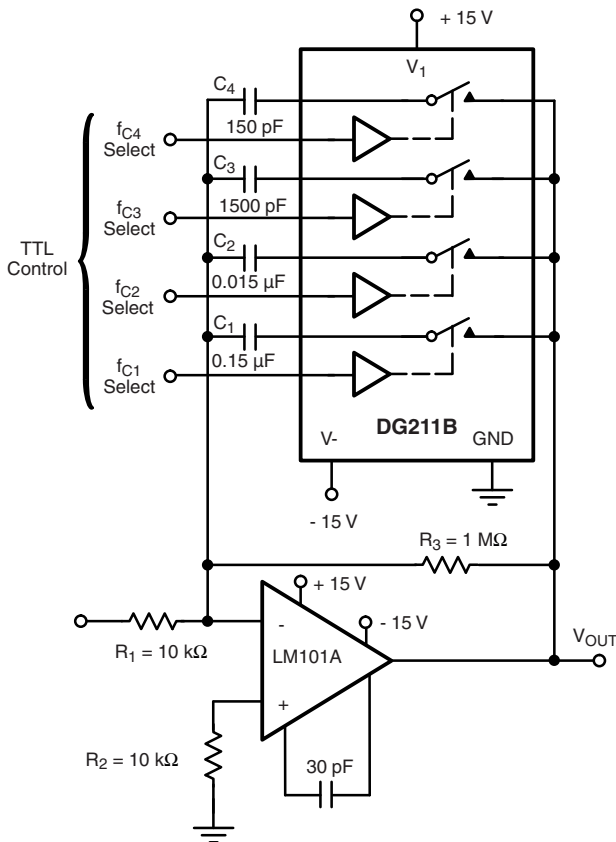 + 15 V
V1
C4
150 pF
fC4
Select
C3
1500 pF
fC3
Select
TTL
Control
C2
0.015 µF
fC2
Select
C1
0.15 µF
fC1
Select
DG211B
V-
GND
- 15 V
R3 = 1 MΩ
+ 15 V
- 15 V
-
LM101A
+
R1 = 10 kΩ
VOUT
R2 = 10 kΩ
30 pF